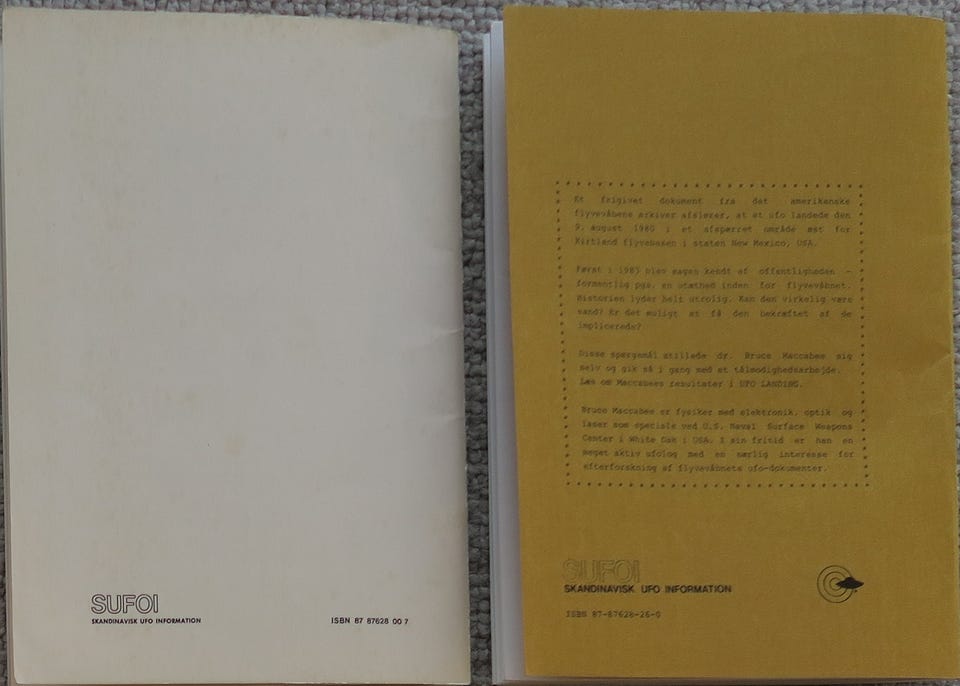 SUFOI
SKANDINAVISK UFO INFORMATION
ISBN 87 87628 00 7
Et frigivet dokument fra det amerikanske
flyvevåbens arkiver afslører, at et ufo landede den
9. august 1980 i et afspærret område øst for
Kirtland flyvebasen i staten New Mexico, USA.
Først i 1983 blev sagen kendt af offentligheden -
formentlig pga. en utæthed inden for flyvevåbnet.
Historien lyder helt utrolig. Kan den virkelig være
sand? Er det muligt at få den bekræftet af de
implicerede?
Disse spørgsmål stillede dr. Bruce Maccabee sig
selv og gik så i gang med et tålmodighedsarbejde.
Læs om Maccabees resultater i UFO LANDING.
Bruce Maccabee er fysiker med elektronik, optik og
laser som speciale ved U.S. Naval Surface Weapons
Center i White Oak i USA. I sin fritid er han en
meget aktiv ufolog med en særlig interesse for
efterforskning af flyvevåbnets ufo-dokumenter.
SUFOI
SKANDINAVISK UFO INFORMATION
ISBN 87-87628-26-0